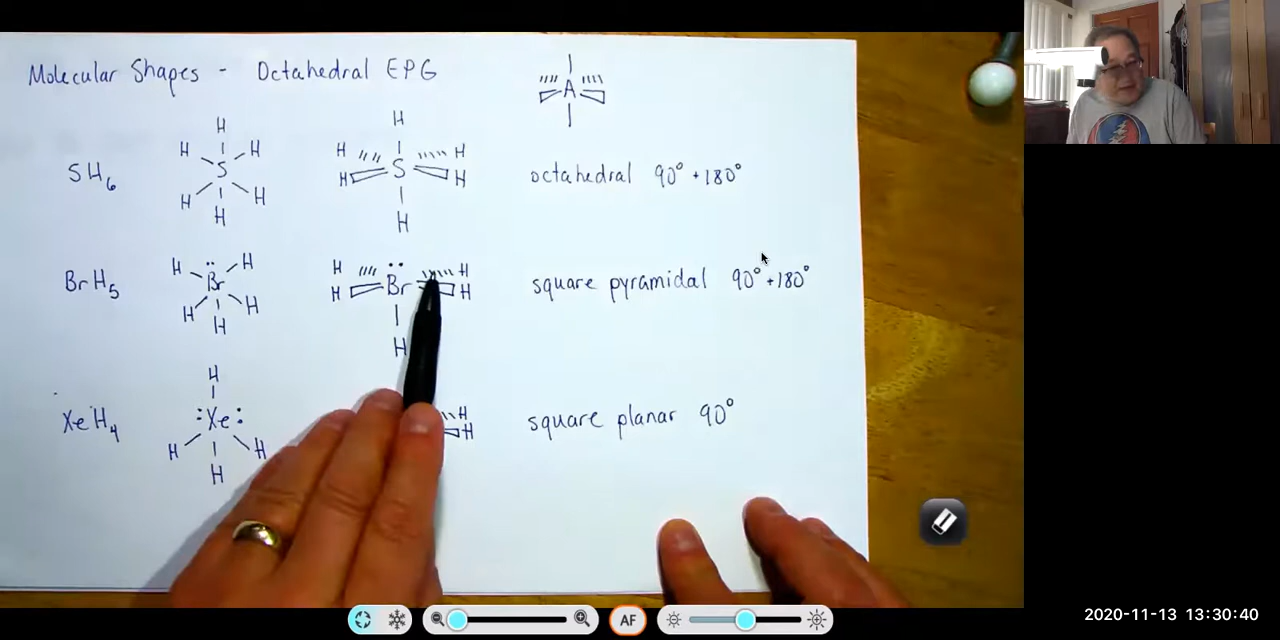 Molecular Shapes - Octahedral EPG
A
SH6
H
H H
S
H H
H
H
H H
S
H H
H
octahedral 90° + 180°
BrH5
H H
Br
H H
H
H H
Br
H H
H
square pyramidal 90° + 180°
XeH4
H
:Xe:
H H
H
H
H
square planar 90°
AF
2020-11-13 13:30:40